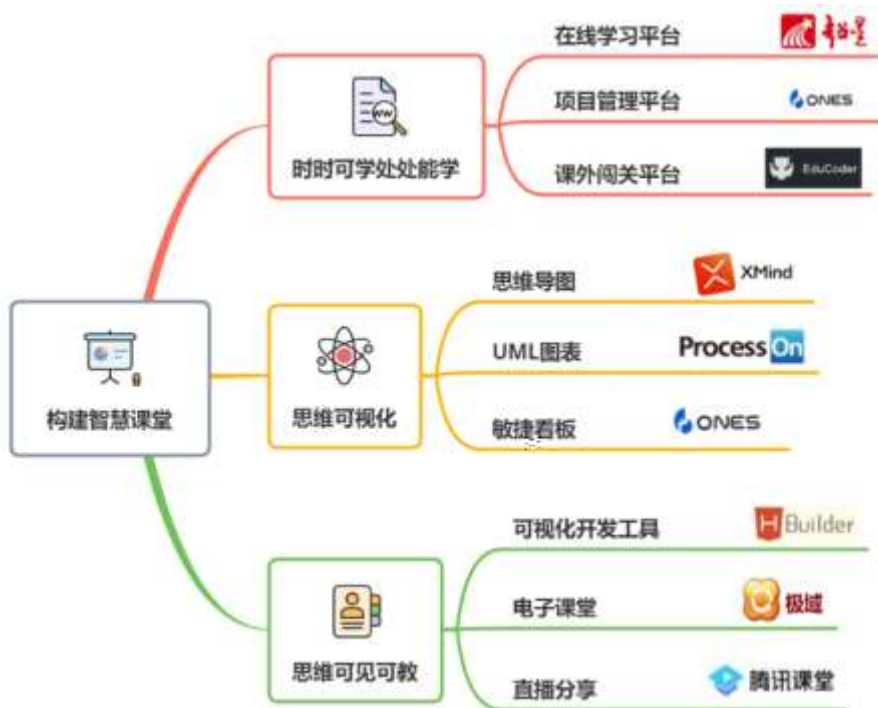 构建智慧课堂
时时可学处处能学
在线学习平台
项目管理平台 ONES
课外闯关平台 EduCoder
思维可视化
思维导图 XMind
UML图表 ProcessOn
敏捷看板 ONES
思维可见可教
可视化开发工具 HBuilder
电子课堂 极域
直播分享 腾讯课堂